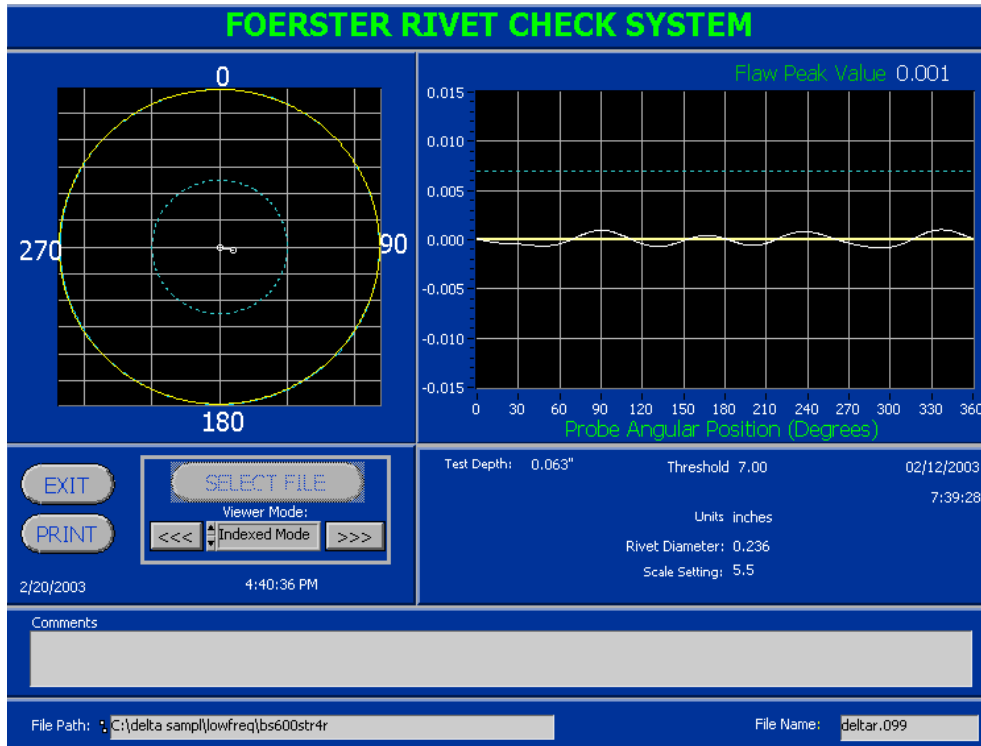 FOERSTER RIVET CHECK SYSTEM
0
270
90
180
Flaw Peak Value 0.001
0.015
0.010
0.005
0.000
-0.005
-0.010
-0.015
0 30 60 90 120 150 180 210 240 270 300 330 360
Probe Angular Position (Degrees)
EXIT
PRINT
SELECT FILE
Viewer Mode:
<<< Indexed Mode >>>
2/20/2003 4:40:36 PM
Test Depth: 0.063" Threshold 7.00 02/12/2003
7:39:28
Units inches
Rivet Diameter: 0.236
Scale Setting: 5.5
Comments
File Path: C:\delta sampl\lowfreq\bs600str4r File Name: deltar.099